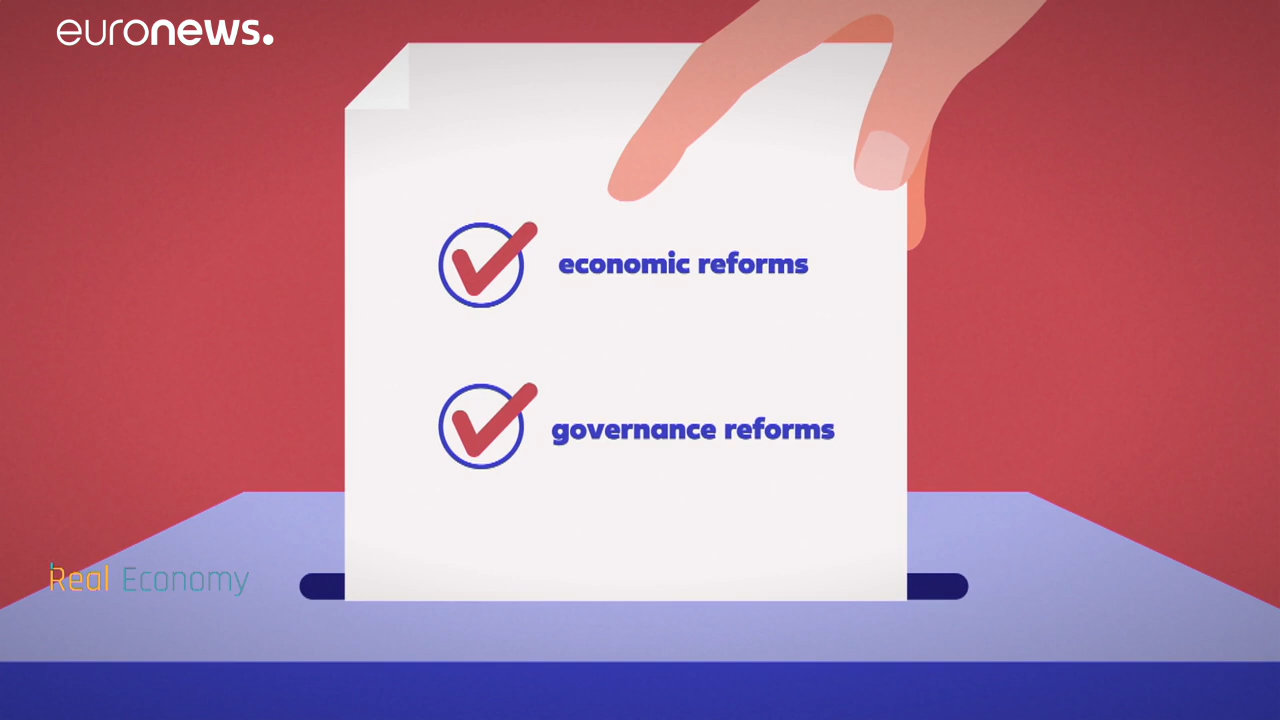 euronews.
economic reforms
governance reforms
Real Economy